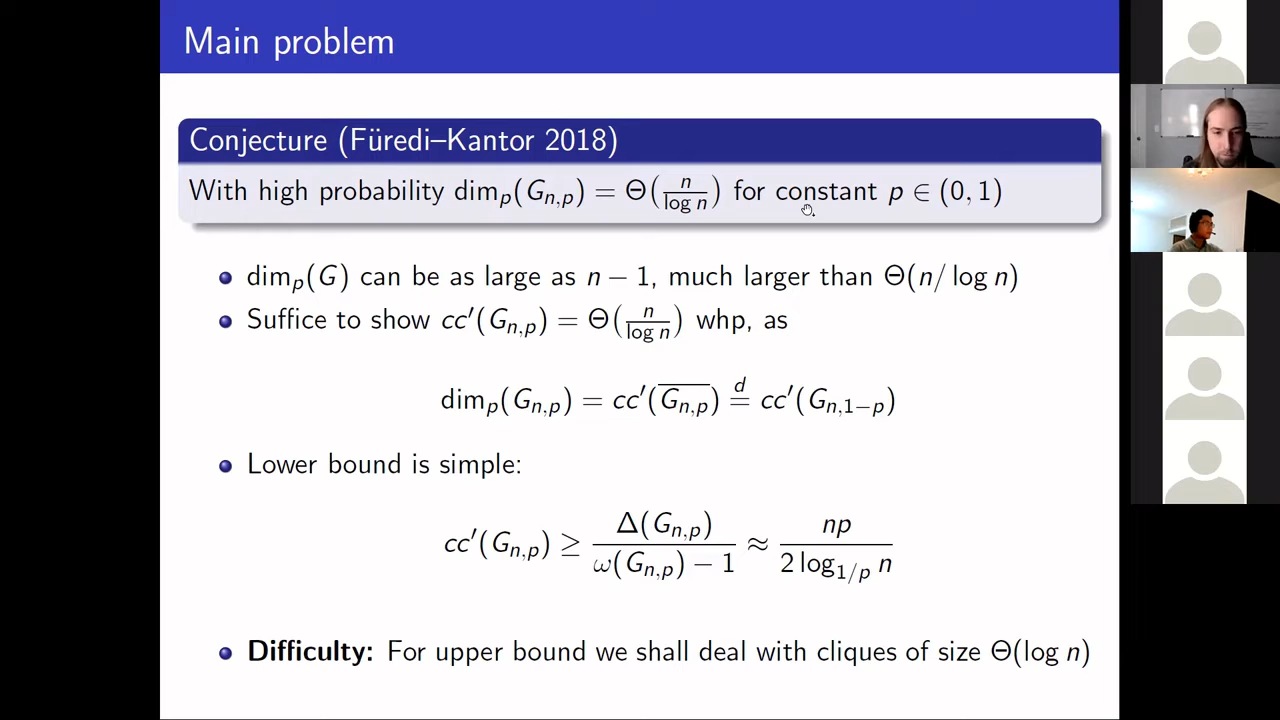 Main problem
Conjecture (Füredi–Kantor 2018)
With high probability dim_p(G_{n,p}) = Θ(n/log n) for constant p ∈ (0, 1)
dim_p(G) can be as large as n − 1, much larger than Θ(n/ log n)
Suffice to show cc′(G_{n,p}) = Θ(n/log n) whp, as
dim_p(G_{n,p}) = cc′(\overline{G_{n,p}}) \stackrel{d}{=} cc′(G_{n,1−p})
Lower bound is simple:
cc′(G_{n,p}) ≥ \frac{Δ(G_{n,p})}{ω(G_{n,p}) − 1} ≈ \frac{np}{2 log_{1/p} n}
Difficulty: For upper bound we shall deal with cliques of size Θ(log n)